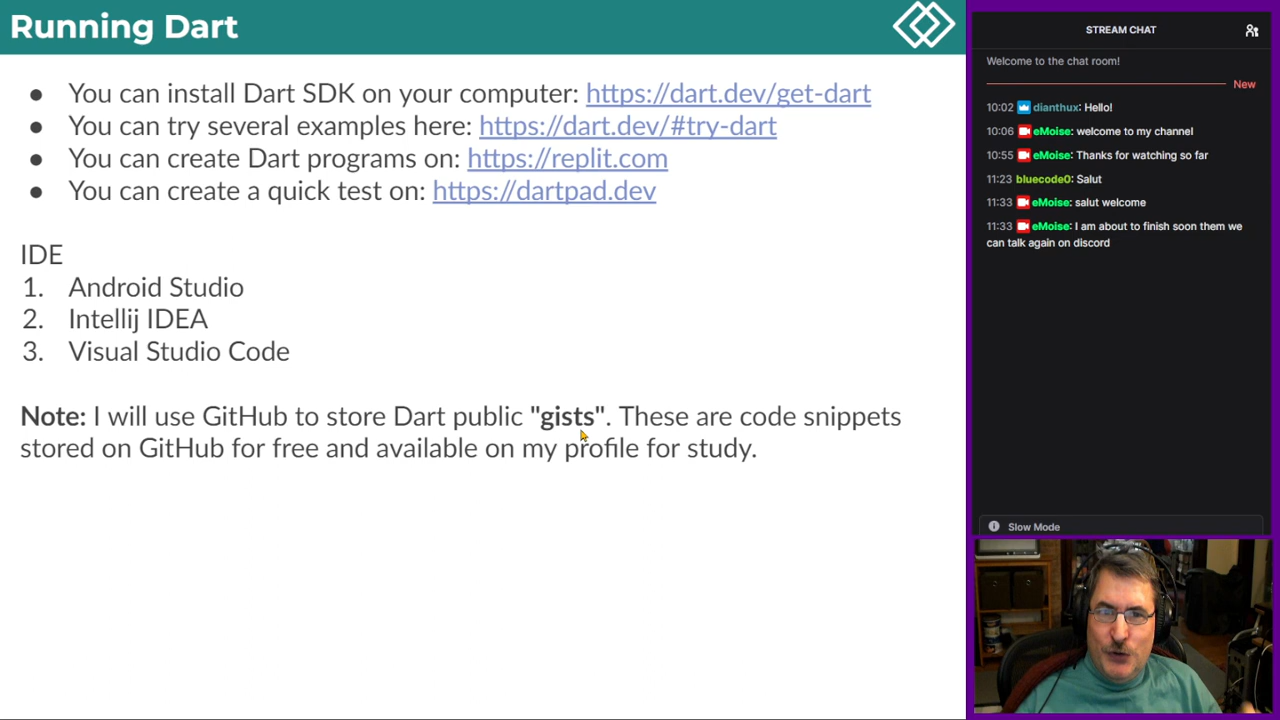 Running Dart
● You can install Dart SDK on your computer: https://dart.dev/get-dart
● You can try several examples here: https://dart.dev/#try-dart
● You can create Dart programs on: https://replit.com
● You can create a quick test on: https://dartpad.dev
IDE
1. Android Studio
2. Intellij IDEA
3. Visual Studio Code
Note: I will use GitHub to store Dart public "gists". These are code snippets
stored on GitHub for free and available on my profile for study.
STREAM CHAT
Welcome to the chat room!
New
10:02 dianthux: Hello!
10:06 eMoise: welcome to my channel
10:55 eMoise: Thanks for watching so far
11:23 bluecode0: Salut
11:33 eMoise: salut welcome
11:33 eMoise: I am about to finish soon them we
can talk again on discord
Slow Mode